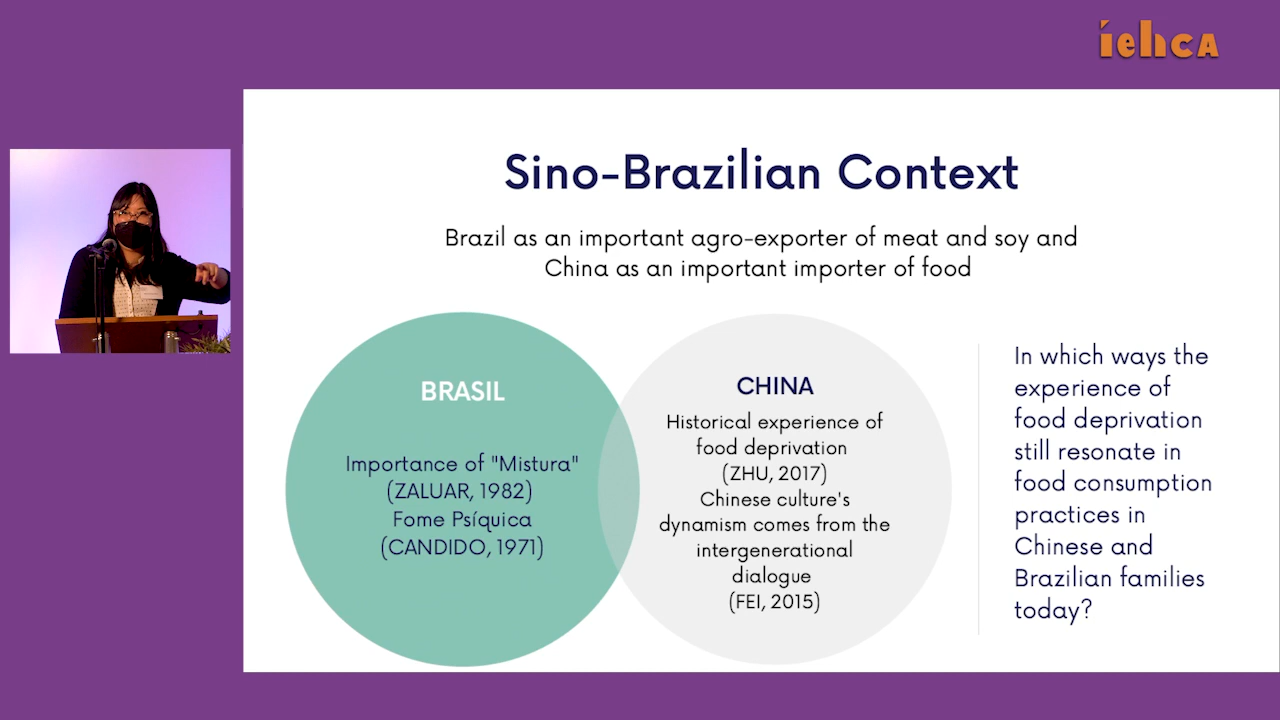 iehcA
Sino-Brazilian Context
Brazil as an important agro-exporter of meat and soy and
China as an important importer of food
BRASIL
Importance of "Mistura"
(ZALUAR, 1982)
Fome Psíquica
(CANDIDO, 1971)
CHINA
Historical experience of
food deprivation
(ZHU, 2017)
Chinese culture's
dynamism comes from the
intergenerational
dialogue
(FEI, 2015)
In which ways the
experience of
food deprivation
still resonate in
food consumption
practices in
Chinese and
Brazilian families
today?